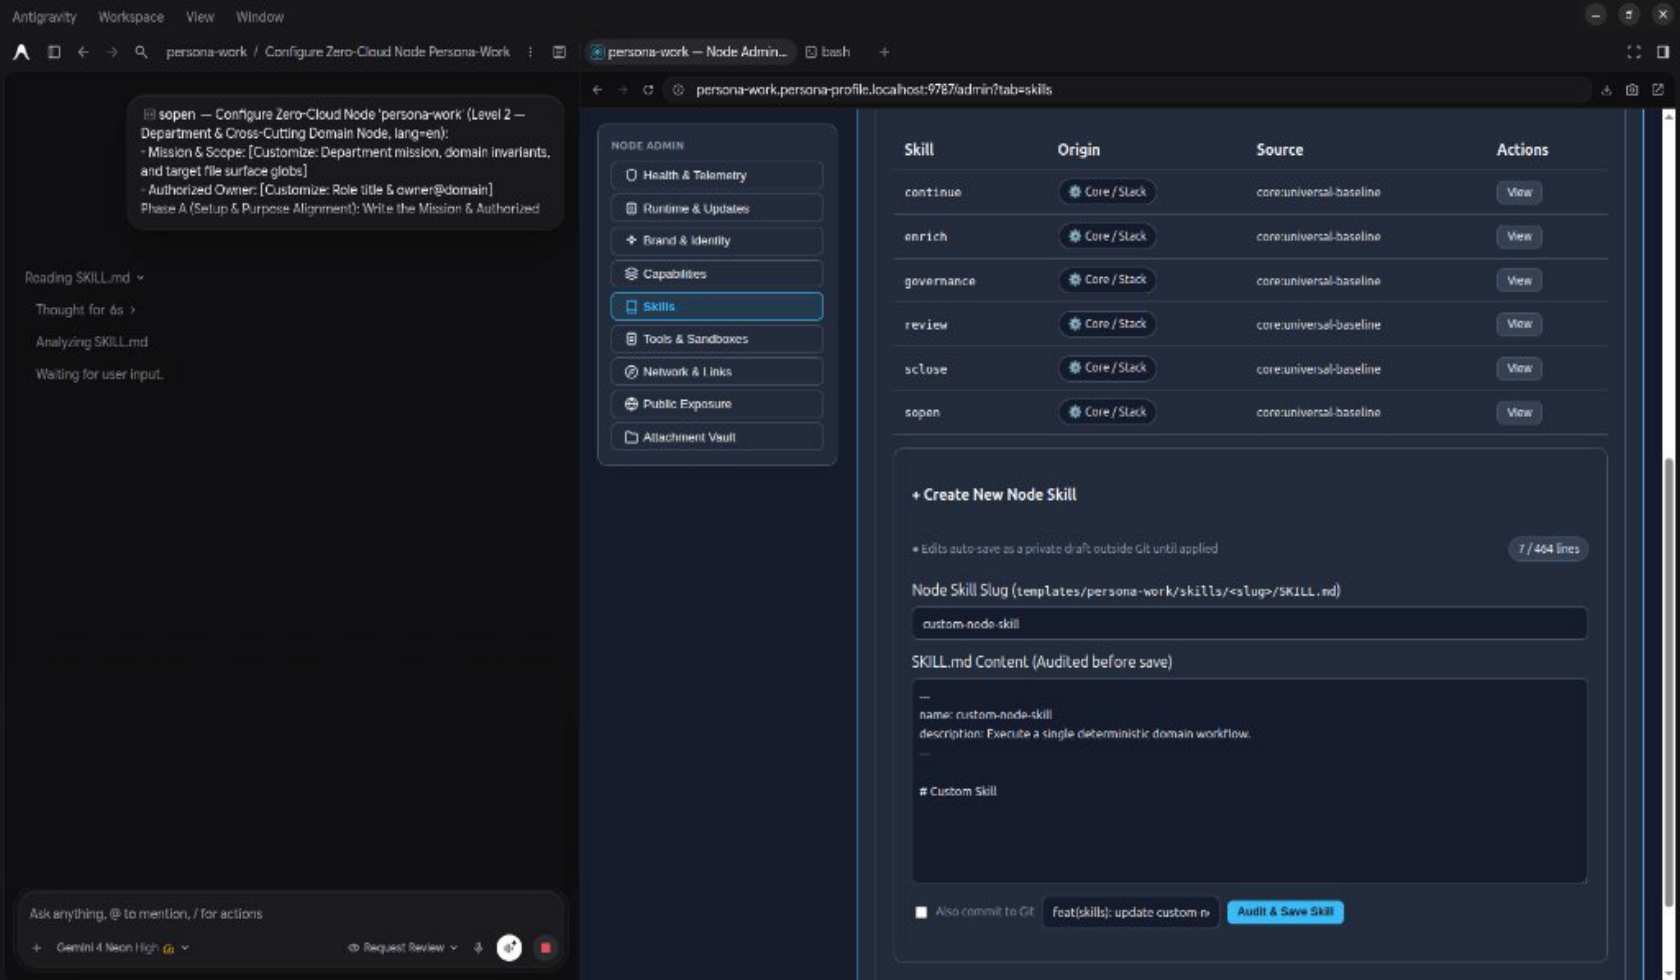 Antigravity Workspace View Window
persona-work / Configure Zero-Cloud Node Persona-Work
persona-work — Node Admin...
bash
persona-work.persona-profile.localhost:9787/admin?tab=skills
sopen — Configure Zero-Cloud Node 'persona-work' (Level 2 —
Department & Cross-Cutting Domain Node, lang=en):
- Mission & Scope: [Customize: Department mission, domain invariants,
and target file surface globs]
- Authorized Owner: [Customize: Role title & owner@domain]
Phase A (Setup & Purpose Alignment): Write the Mission & Authorized
Reading SKILL.md
Thought for 6s
Analyzing SKILL.md
Waiting for user input.
Ask anything, @ to mention, / for actions
Gemini 4 Neon High
Request Review
NODE ADMIN
Health & Telemetry
Runtime & Updates
Brand & Identity
Capabilities
Skills
Tools & Sandboxes
Network & Links
Public Exposure
Attachment Vault
Skill Origin Source Actions
continue Core / Stack core:universal-baseline View
enrich Core / Stack core:universal-baseline View
governance Core / Stack core:universal-baseline View
review Core / Stack core:universal-baseline View
sclose Core / Stack core:universal-baseline View
sopen Core / Stack core:universal-baseline View
+ Create New Node Skill
• Edits auto-save as a private draft outside Git until applied
7 / 464 lines
Node Skill Slug (templates/persona-work/skills/<slug>/SKILL.md)
custom-node-skill
SKILL.md Content (Audited before save)
---
name: custom-node-skill
description: Execute a single deterministic domain workflow.
---
# Custom Skill
Also commit to Git
feat(skills): update custom-n
Audit & Save Skill